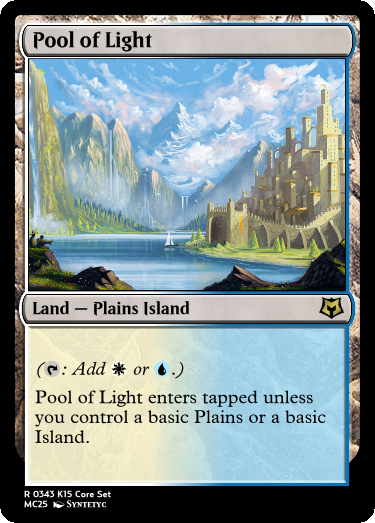 Pool of Light
Land — Plains Island
(T: Add or .)
Pool of Light enters tapped unless
you control a basic Plains or a basic
Island.
R 0343 K15 Core Set
MC25 Syntetyc